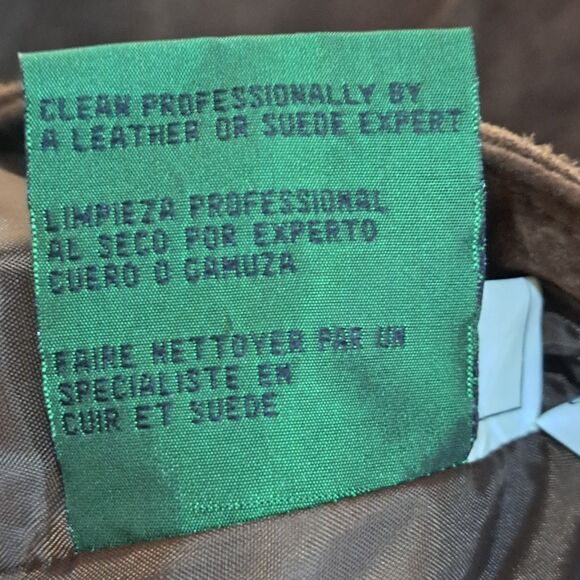 CLEAN PROFESSIONALLY BY
A LEATHER OR SUEDE EXPERT
LIMPIEZA PROFESSIONAL
AL SECO POR EXPERTO
CUERO O GAMUZA
FAIRE NETTOYER PAR UN
SPECIALISTE EN
CUIR ET SUEDE